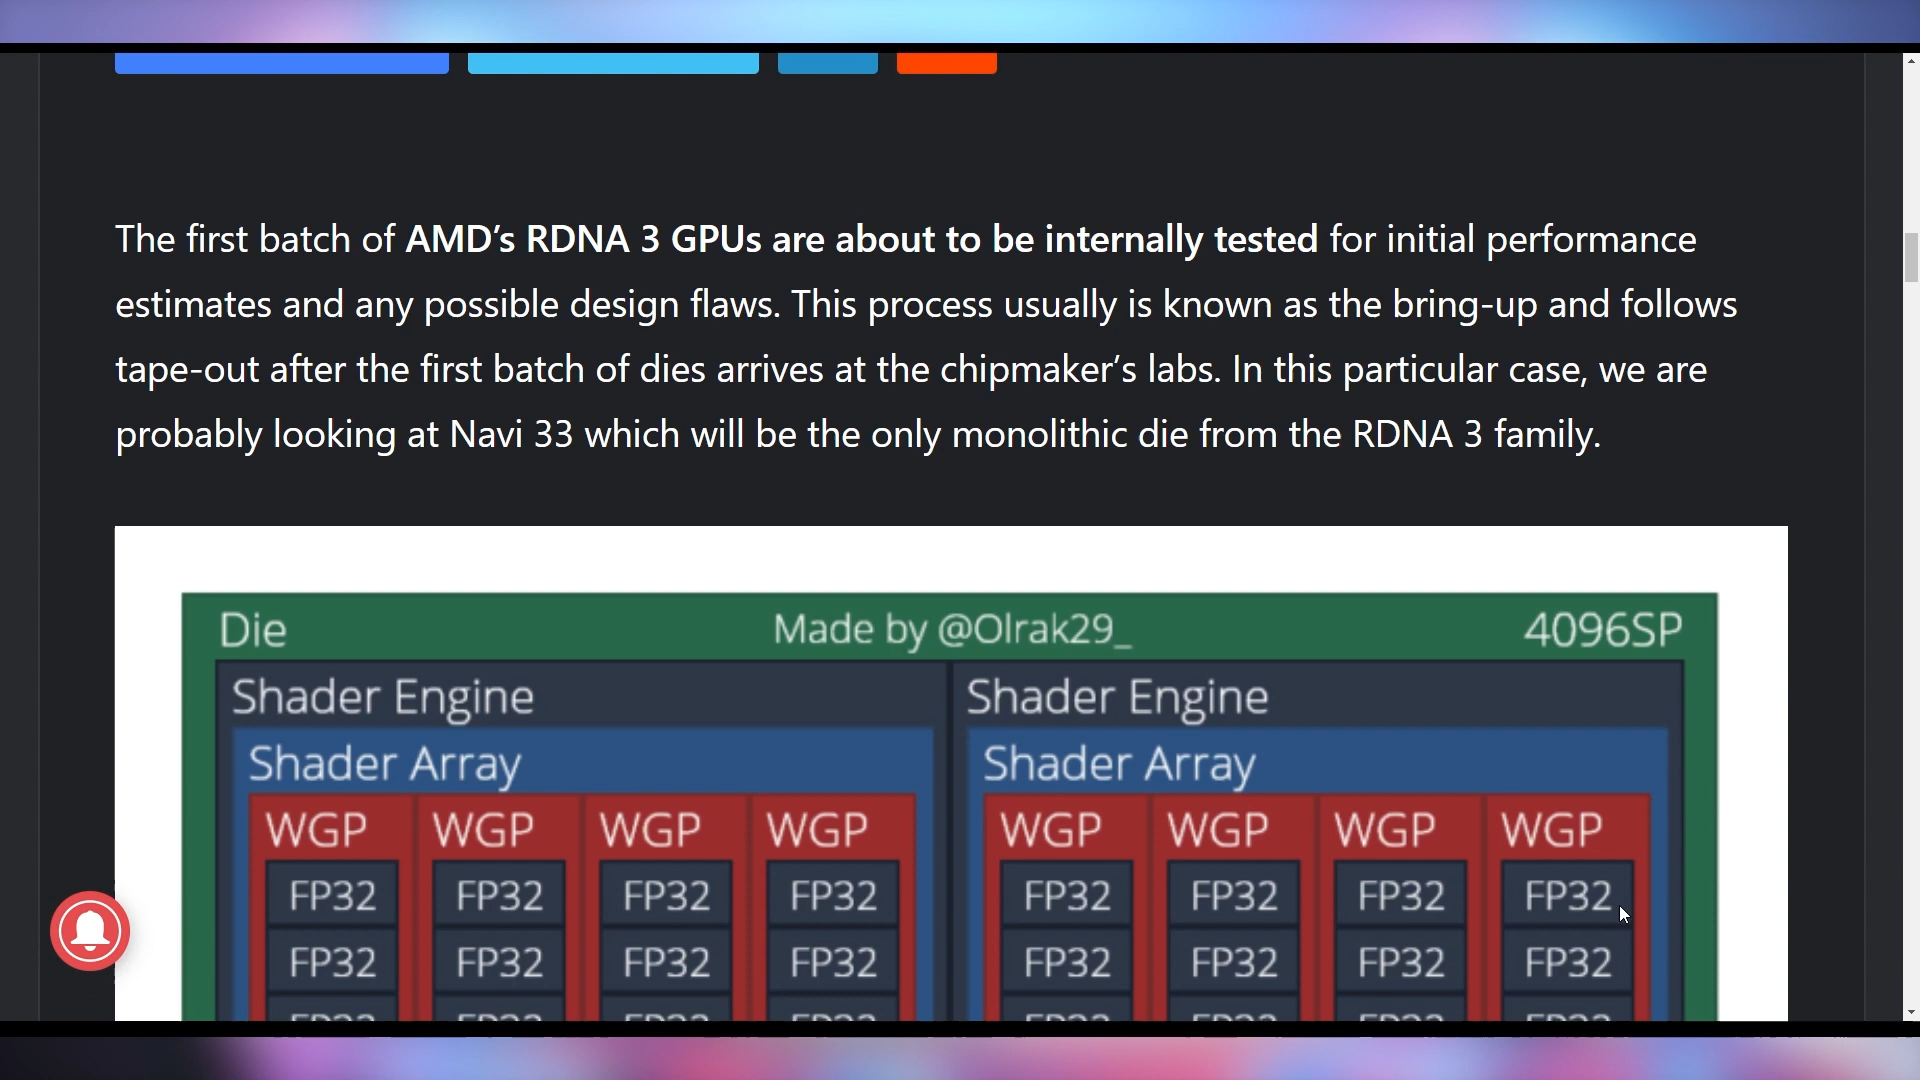 The first batch of AMD’s RDNA 3 GPUs are about to be internally tested for initial performance
estimates and any possible design flaws. This process usually is known as the bring-up and follows
tape-out after the first batch of dies arrives at the chipmaker’s labs. In this particular case, we are
probably looking at Navi 33 which will be the only monolithic die from the RDNA 3 family.
Die Made by @Olrak29_ 4096SP
Shader Engine Shader Engine
Shader Array Shader Array
WGP WGP WGP WGP WGP WGP WGP WGP
FP32 FP32 FP32 FP32 FP32 FP32 FP32 FP32
FP32 FP32 FP32 FP32 FP32 FP32 FP32 FP32